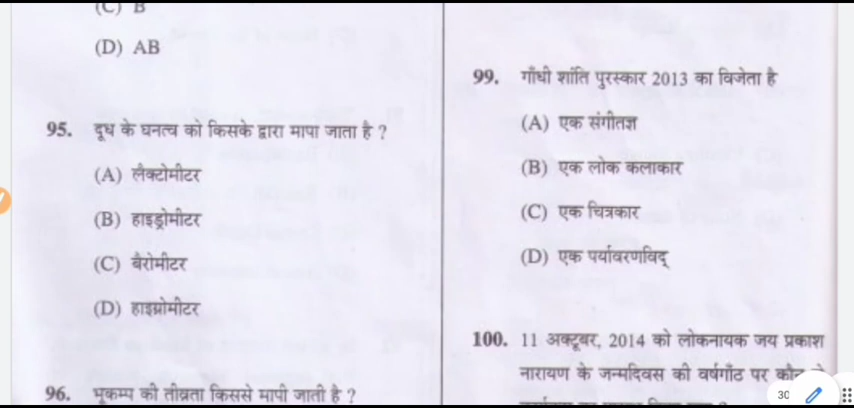 (C) B
(D) AB
95. दूध के घनत्व को किसके द्वारा मापा जाता है ?
(A) लैक्टोमीटर
(B) हाइड्रोमीटर
(C) बैरोमीटर
(D) हाइग्रोमीटर
96. भूकम्प की तीव्रता किससे मापी जाती है ?
99. गाँधी शांति पुरस्कार 2013 का विजेता है
(A) एक संगीतज्ञ
(B) एक लोक कलाकार
(C) एक चित्रकार
(D) एक पर्यावरणविद्
100. 11 अक्टूबर, 2014 को लोकनायक जय प्रकाश
नारायण के जन्मदिवस की वर्षगाँठ पर कौन
30